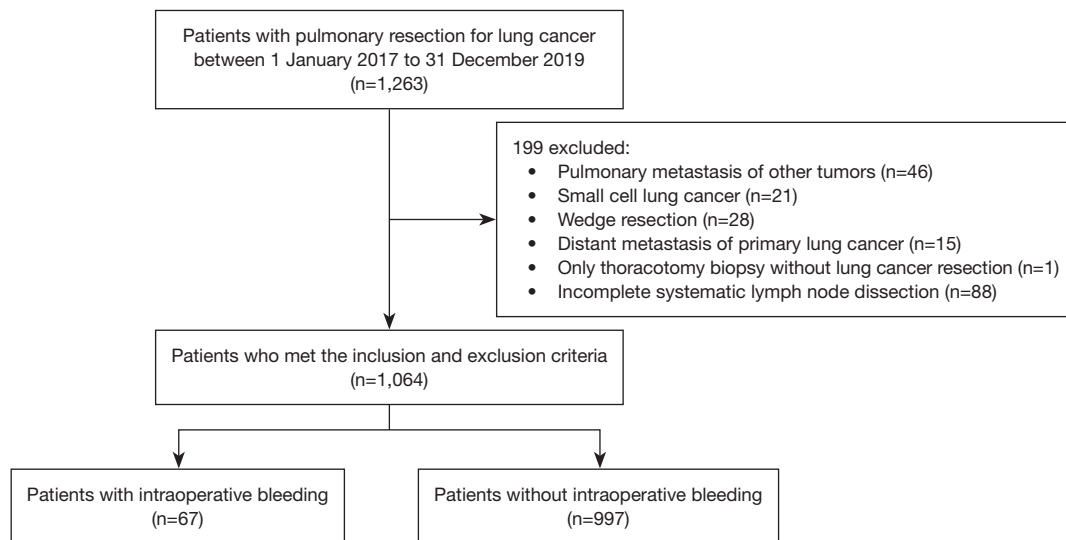 Patients with pulmonary resection for lung cancer
between 1 January 2017 to 31 December 2019
(n=1,263)
199 excluded:
• Pulmonary metastasis of other tumors (n=46)
• Small cell lung cancer (n=21)
• Wedge resection (n=28)
• Distant metastasis of primary lung cancer (n=15)
• Only thoracotomy biopsy without lung cancer resection (n=1)
• Incomplete systematic lymph node dissection (n=88)
Patients who met the inclusion and exclusion criteria
(n=1,064)
Patients with intraoperative bleeding
(n=67)
Patients without intraoperative bleeding
(n=997)